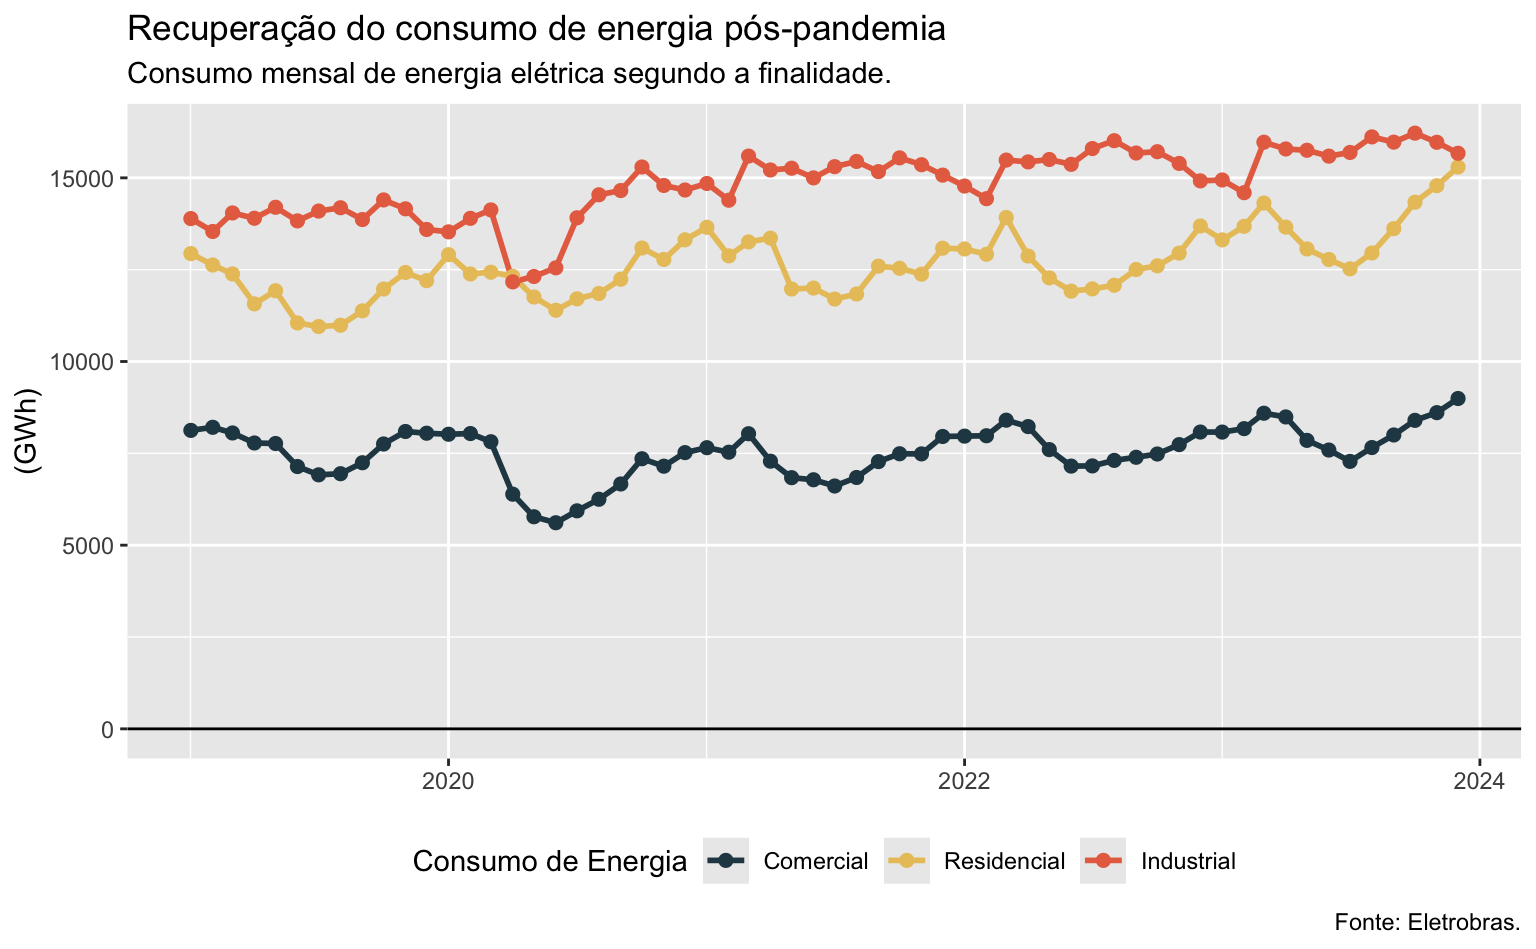 Recuperação do consumo de energia pós-pandemia
Consumo mensal de energia elétrica segundo a finalidade.
(GWh)
15000
10000
5000
0
2020 2022 2024
Consumo de Energia Comercial Residencial Industrial
Fonte: Eletrobras.